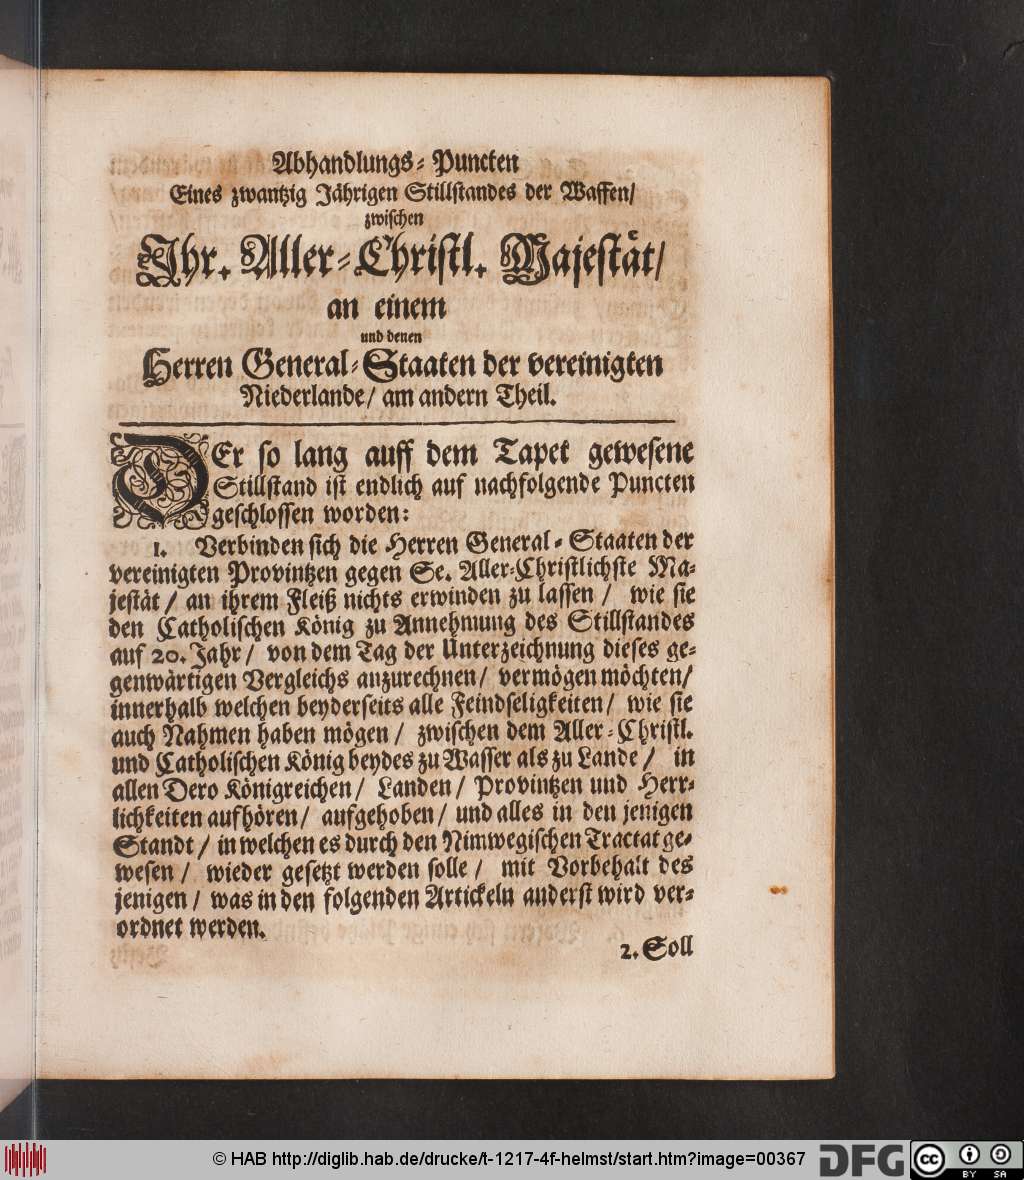 Abhandlungs-Puncten
Eines zwantzig Jährigen Stillstandes der Waffen/
zwischen
Ihr. Aller-Christl. Majestät/
an einem
und denen
Herren General-Staaten der vereinigten
Niederlande/ am andern Theil.
DEr so lang auff dem Tapet gewesene
Stillstand ist endlich auf nachfolgende Puncten
geschlossen worden:
1. Verbinden sich die Herren General-Staaten der
vereinigten Provintzen gegen Se. Aller-Christlichste Ma-
jestät / an ihrem Fleiß nichts erwinden zu lassen / wie sie
den Catholischen König zu Annehmung des Stillstandes
auf 20. Jahr/ von dem Tag der Unterzeichnung dieses ge-
genwärtigen Vergleichs anzurechnen/ vermögen möchten/
innerhalb welchen beyderseits alle Feindseligkeiten/ wie sie
auch Nahmen haben mögen / zwischen dem Aller-Christl.
und Catholischen König beydes zu Wasser als zu Lande / in
allen Dero Königreichen/ Landen/ Provintzen und Herr-
lichkeiten aufhören/ aufgehoben/ und alles in den jenigen
Standt / in welchen es durch den Nimwegischen Tractat ge-
wesen / wieder gesetzt werden solle / mit Vorbehalt des
jenigen / was in den folgenden Artickeln anderst wird ver-
ordnet werden.
2. Soll
© HAB http://diglib.hab.de/drucke/t-1217-4f-helmst/start.htm?image=00367
DFG
cc
BY SA